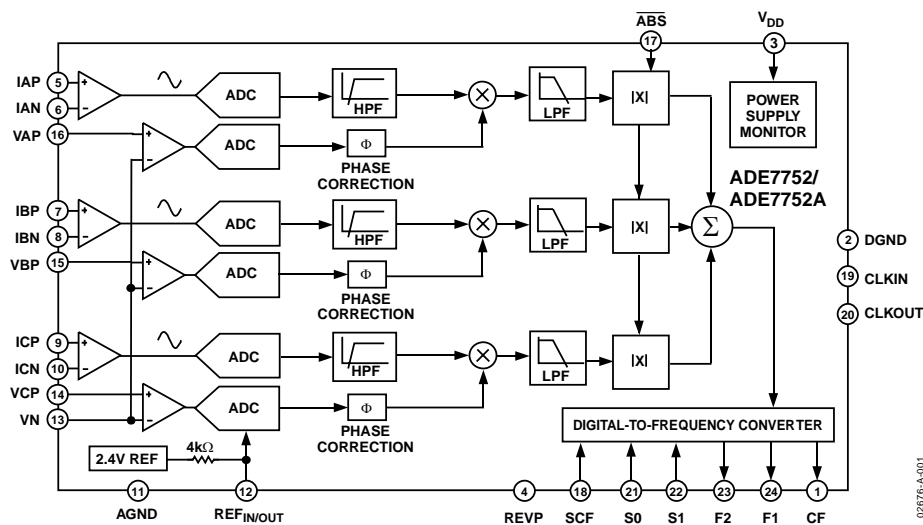 ABS
VDD
17
3
IAP 5
+
ADC
HPF
×
LPF
|X|
POWER
SUPPLY
MONITOR
IAN 6
–
VAP 16
+
–
ADC
Φ
PHASE
CORRECTION
ADE7752/
ADE7752A
IBP 7
+
ADC
HPF
×
LPF
|X|
Σ
IBN 8
–
2 DGND
VBP 15
+
–
ADC
Φ
PHASE
CORRECTION
19 CLKIN
20 CLKOUT
ICP 9
+
ADC
HPF
×
LPF
|X|
ICN 10
–
VCP 14
+
ADC
Φ
VN 13
–
PHASE
CORRECTION
DIGITAL-TO-FREQUENCY CONVERTER
2.4V REF
4kΩ
11
12
4
18
21
22
23
24
1
AGND
REFIN/OUT
REVP
SCF
S0
S1
F2
F1
CF
02676-A-001